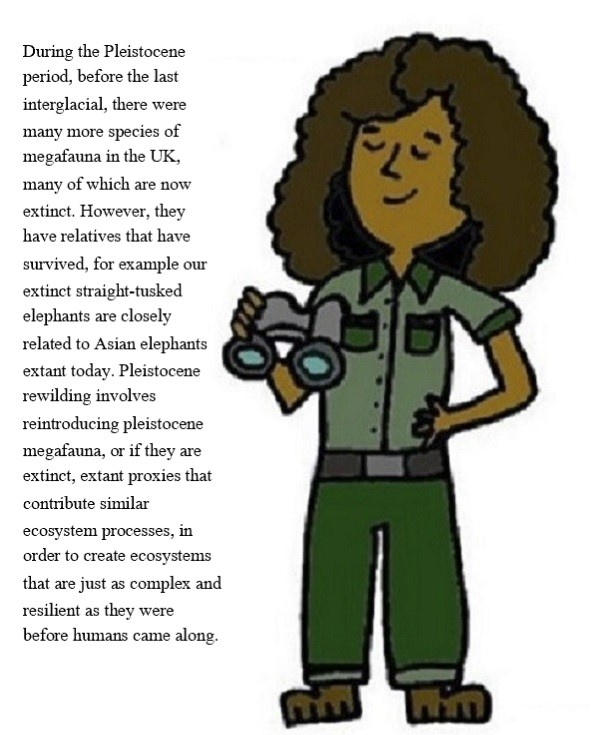 During the Pleistocene
period, before the last
interglacial, there were
many more species of
megafauna in the UK,
many of which are now
extinct. However, they
have relatives that have
survived, for example our
extinct straight-tusked
elephants are closely
related to Asian elephants
extant today. Pleistocene
rewilding involves
reintroducing pleistocene
megafauna, or if they are
extinct, extant proxies that
contribute similar
ecosystem processes, in
order to create ecosystems
that are just as complex and
resilient as they were
before humans came along.